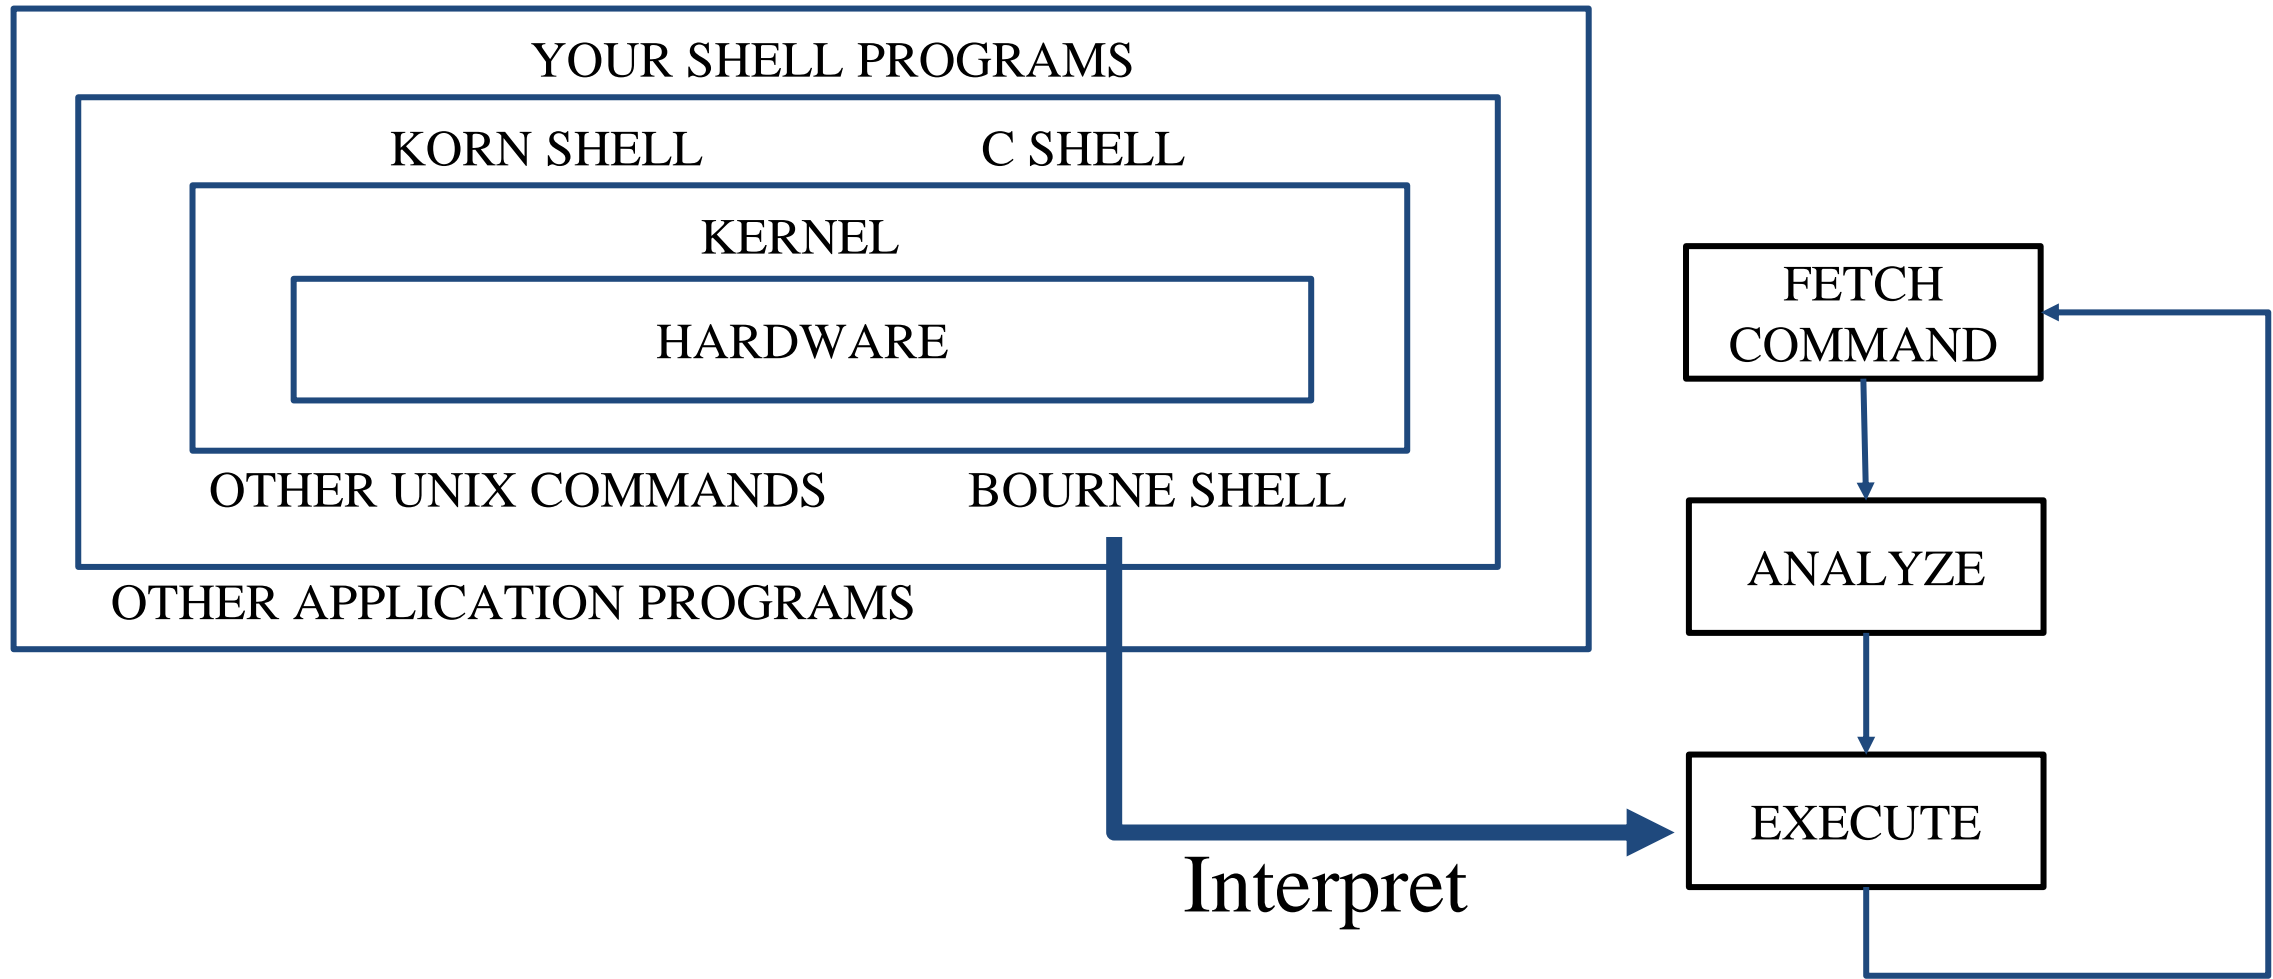 YOUR SHELL PROGRAMS
KORN SHELL
C SHELL
KERNEL
HARDWARE
OTHER UNIX COMMANDS
BOURNE SHELL
OTHER APPLICATION PROGRAMS
Interpret
FETCH
COMMAND
ANALYZE
EXECUTE